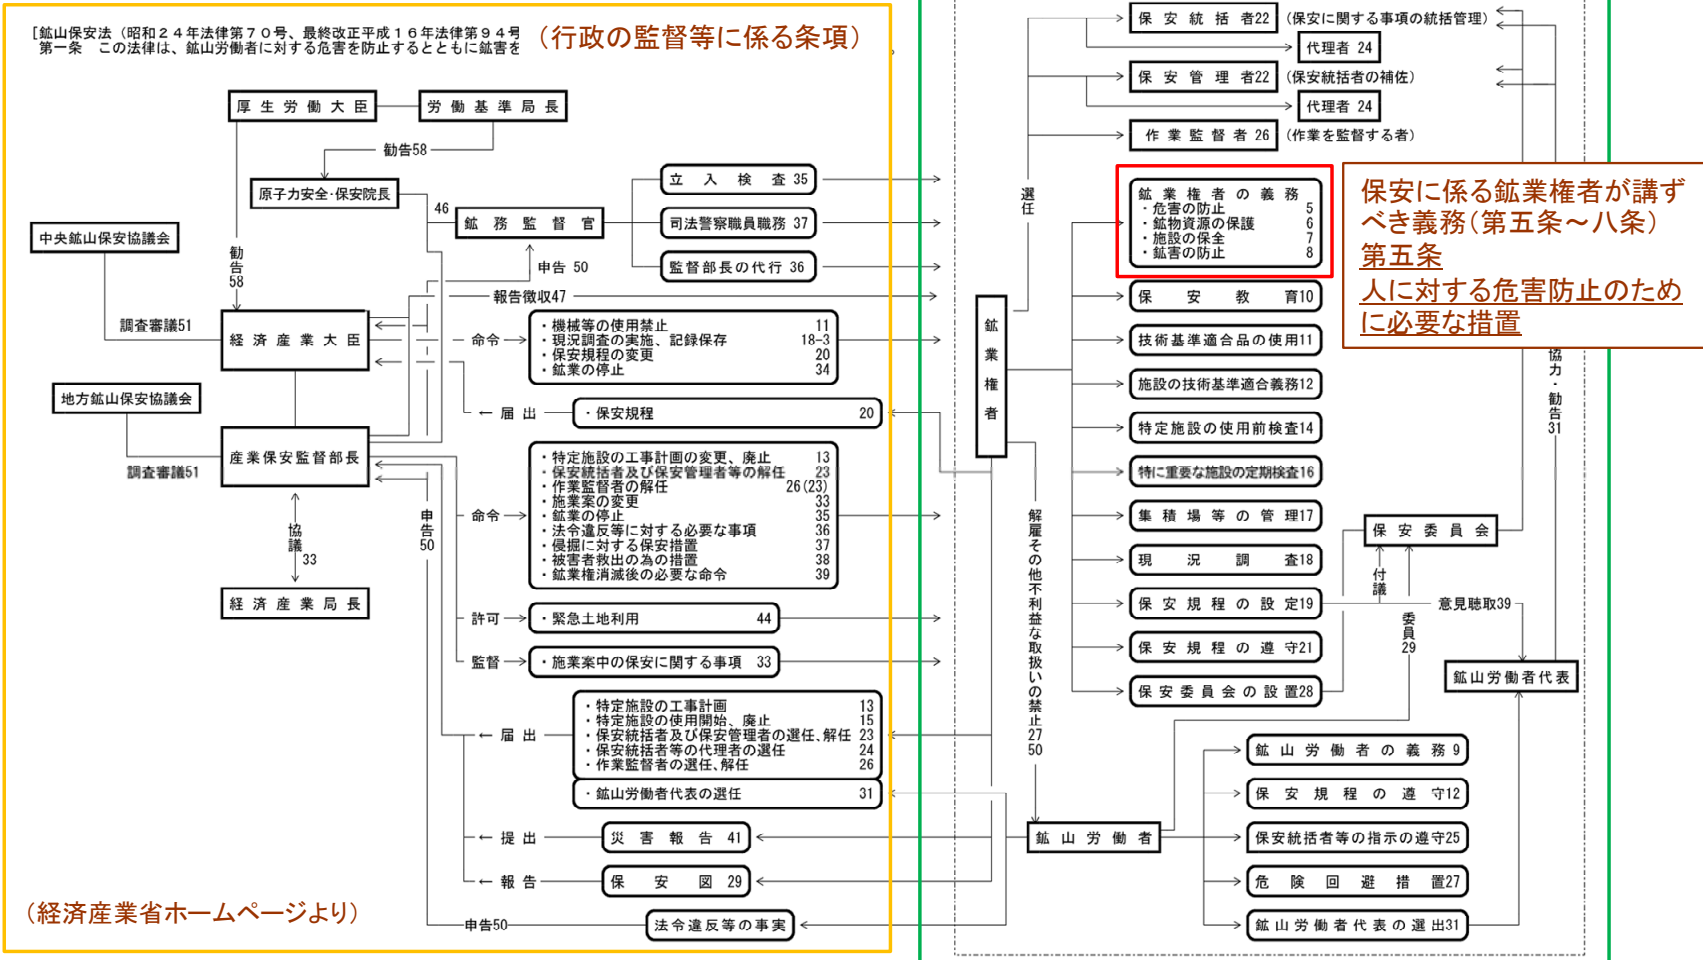 [鉱山保安法（昭和２４年法律第７０号、最終改正平成１６年法律第９４号
第一条　この法律は、鉱山労働者に対する危害を防止するとともに鉱害を
（行政の監督等に係る条項）
厚生労働大臣
労働基準局長
勧告58
原子力安全・保安院長
46
鉱務監督官
立入検査 35
司法警察職員職務 37
監督部長の代行 36
中央鉱山保安協議会
勧告58
申告 50
報告徴収47
調査審議51
経済産業大臣
命令
・機械等の使用禁止 11
・現況調査の実施、記録保存 18-3
・保安規程の変更 20
・鉱業の停止 34
地方鉱山保安協議会
← 届出
・保安規程 20
産業保安監督部長
調査審議51
命令
・特定施設の工事計画の変更、廃止 13
・保安統括者及び保安管理者等の解任 23
・作業監督者の解任 26(23)
・施業案の変更 33
・鉱業の停止 35
・法令違反等に対する必要な事項 36
・侵掘に対する保安措置 37
・被害者救出の為の措置 38
・鉱業権消滅後の必要な命令 39
申告50
協議
33
経済産業局長
許可
・緊急土地利用 44
監督
・施業案中の保安に関する事項 33
← 届出
・特定施設の工事計画 13
・特定施設の使用開始、廃止 15
・保安統括者及び保安管理者の選任､解任 23
・保安統括者等の代理者の選任 24
・作業監督者の選任､解任 26
・鉱山労働者代表の選任 31
← 提出
災害報告 41
← 報告
保安図 29
申告50
法令違反等の事実
（経済産業省ホームページより）
保安統括者22
(保安に関する事項の統括管理)
代理者 24
保安管理者22
(保安統括者の補佐)
代理者 24
作業監督者 26
(作業を監督する者)
選任
鉱業権者の義務
・危害の防止 5
・鉱物資源の保護 6
・施設の保全 7
・鉱害の防止 8
保安に係る鉱業権者が講ず
べき義務（第五条～八条）
第五条
人に対する危害防止のため
に必要な措置
鉱業権者
保安教育10
技術基準適合品の使用11
施設の技術基準適合義務12
特定施設の使用前検査14
特に重要な施設の定期検査16
集積場等の管理17
現況調査18
保安規程の設定19
保安規程の遵守21
保安委員会の設置28
協力・勧告31
保安委員会
付議
意見聴取39
委員29
鉱山労働者代表
解雇その他不利益な取扱いの禁止27
50
鉱山労働者
鉱山労働者の義務 9
保安規程の遵守12
保安統括者等の指示の遵守25
危険回避措置27
鉱山労働者代表の選出31